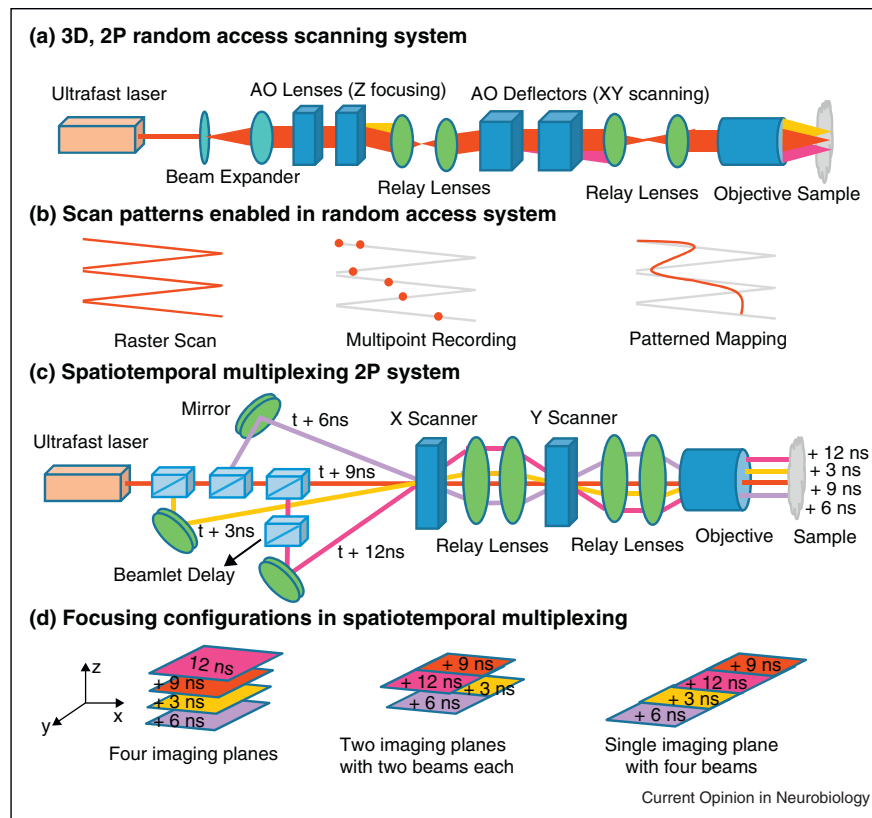 (a) 3D, 2P random access scanning system
Ultrafast laser
AO Lenses (Z focusing)
AO Deflectors (XY scanning)
Beam Expander
Relay Lenses
Relay Lenses
Objective Sample
(b) Scan patterns enabled in random access system
Raster Scan
Multipoint Recording
Patterned Mapping
(c) Spatiotemporal multiplexing 2P system
Mirror
t + 6ns
X Scanner
Y Scanner
Ultrafast laser
t + 9ns
+ 12 ns
+ 3 ns
+ 9 ns
+ 6 ns
t + 3ns
t + 12ns
Relay Lenses
Relay Lenses
Objective
Sample
Beamlet Delay
(d) Focusing configurations in spatiotemporal multiplexing
z
x
y
12 ns
+ 9 ns
+ 3 ns
+ 6 ns
Four imaging planes
+ 9 ns
+ 12 ns
+ 3 ns
+ 6 ns
Two imaging planes
with two beams each
+ 9 ns
+ 12 ns
+ 3 ns
+ 6 ns
Single imaging plane
with four beams
Current Opinion in Neurobiology